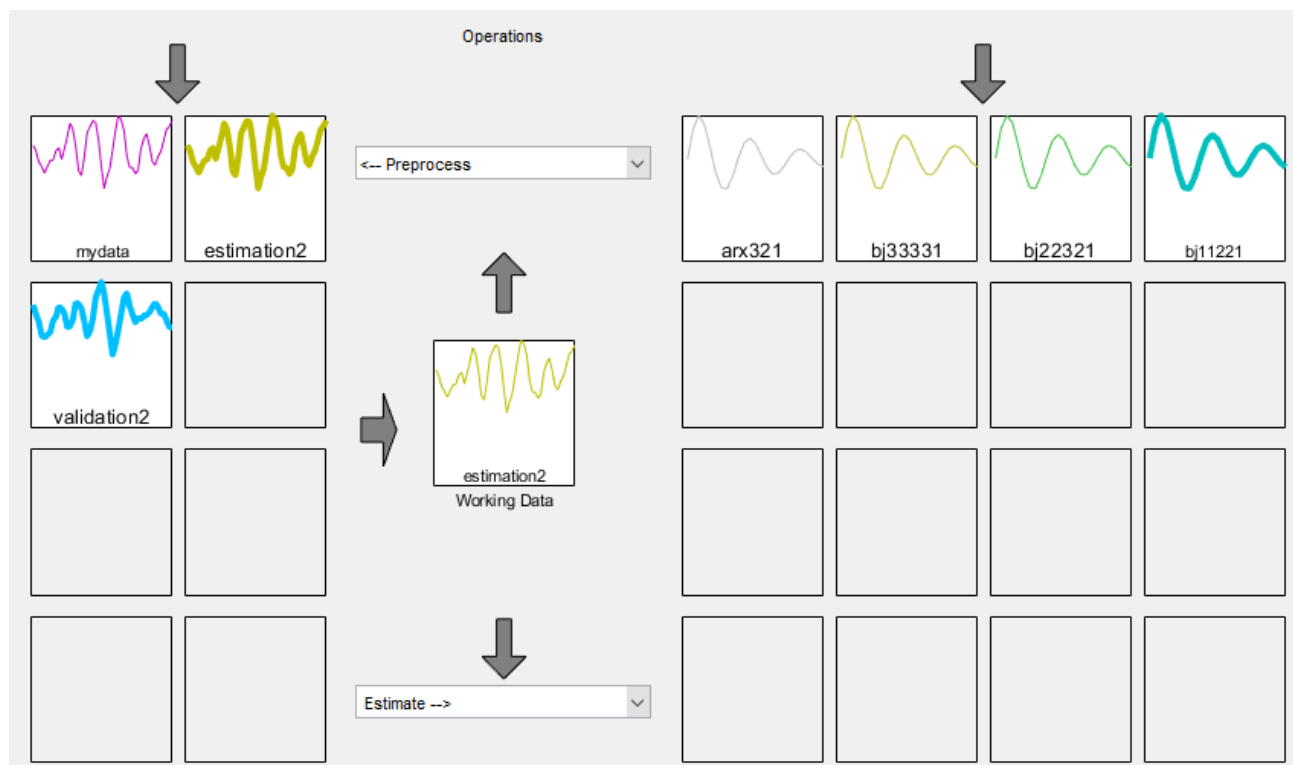 Operations
<-- Preprocess
mydata
estimation2
arx321
bj33331
bj22321
bj11221
validation2
estimation2
Working Data
Estimate -->